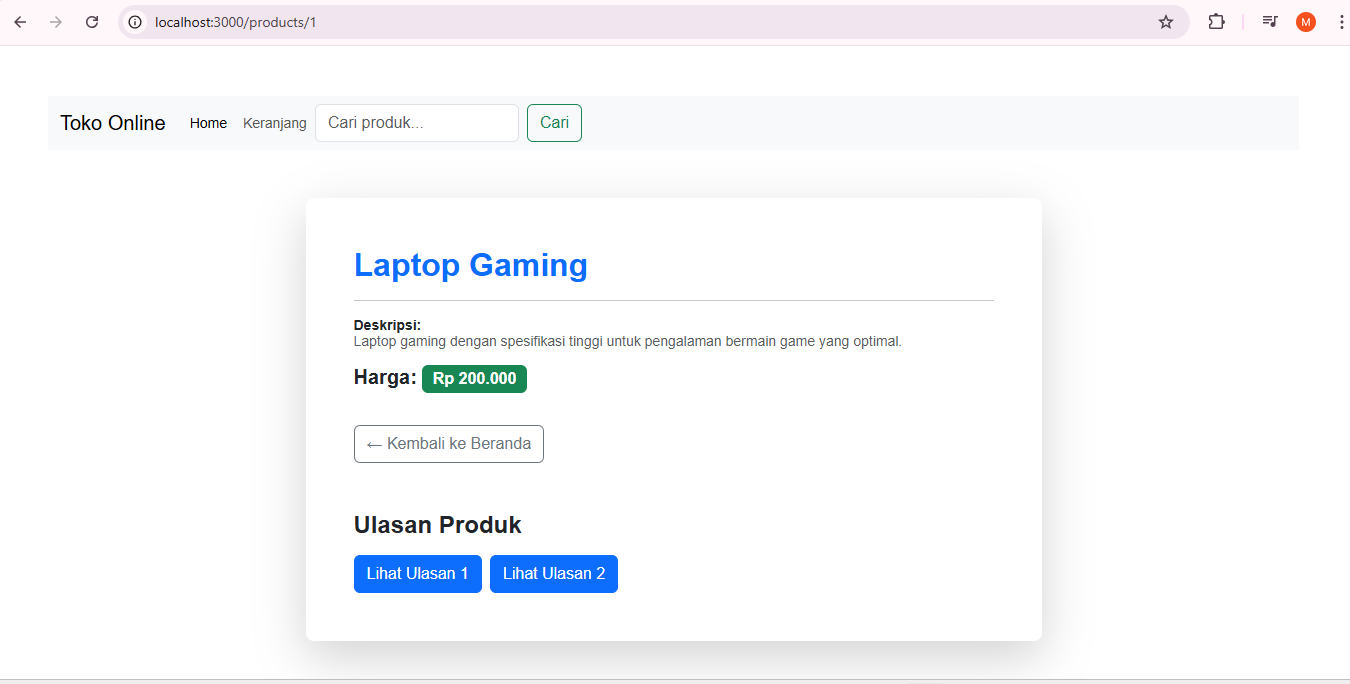 localhost:3000/products/1
M
Toko Online Home Keranjang Cari produk... Cari
Laptop Gaming
Deskripsi:
Laptop gaming dengan spesifikasi tinggi untuk pengalaman bermain game yang optimal.
Harga: Rp 200.000
← Kembali ke Beranda
Ulasan Produk
Lihat Ulasan 1 Lihat Ulasan 2